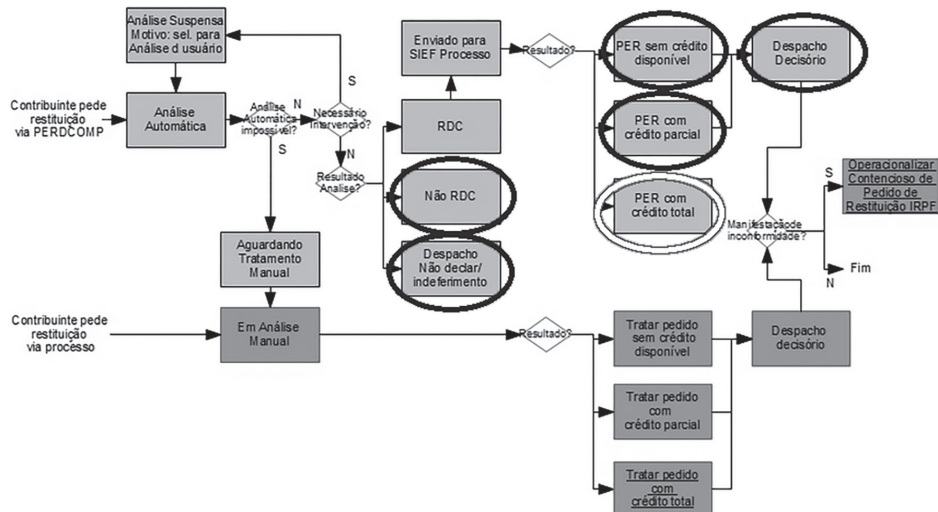 Análise Suspensa
Motivo: sel. para
Análise d usuário
Contribuinte pede
restituição
via PERDCOMP
Análise
Automática
Análise
Automática
impossível?
N
S
Necessário
Intervenção?
S
N
Resultado
Analise?
Enviado para
SIEF Processo
RDC
Não RDC
Despacho
Não declar/
indeferimento
Resultado?
PER sem crédito
disponível
PER com
crédito parcial
PER com
crédito total
Despacho
Decisório
Manifestaçãode
inconformidade?
S
N
Operacionalizar
Contencioso de
Pedido de
Restituição IRPF
Fim
Aguardando
Tratamento
Manual
Contribuinte pede
restituição
via processo
Em Análise
Manual
Resultado?
Tratar pedido
sem crédito
disponível
Tratar pedido
com
crédito parcial
Tratar pedido
com
crédito total
Despacho
decisório